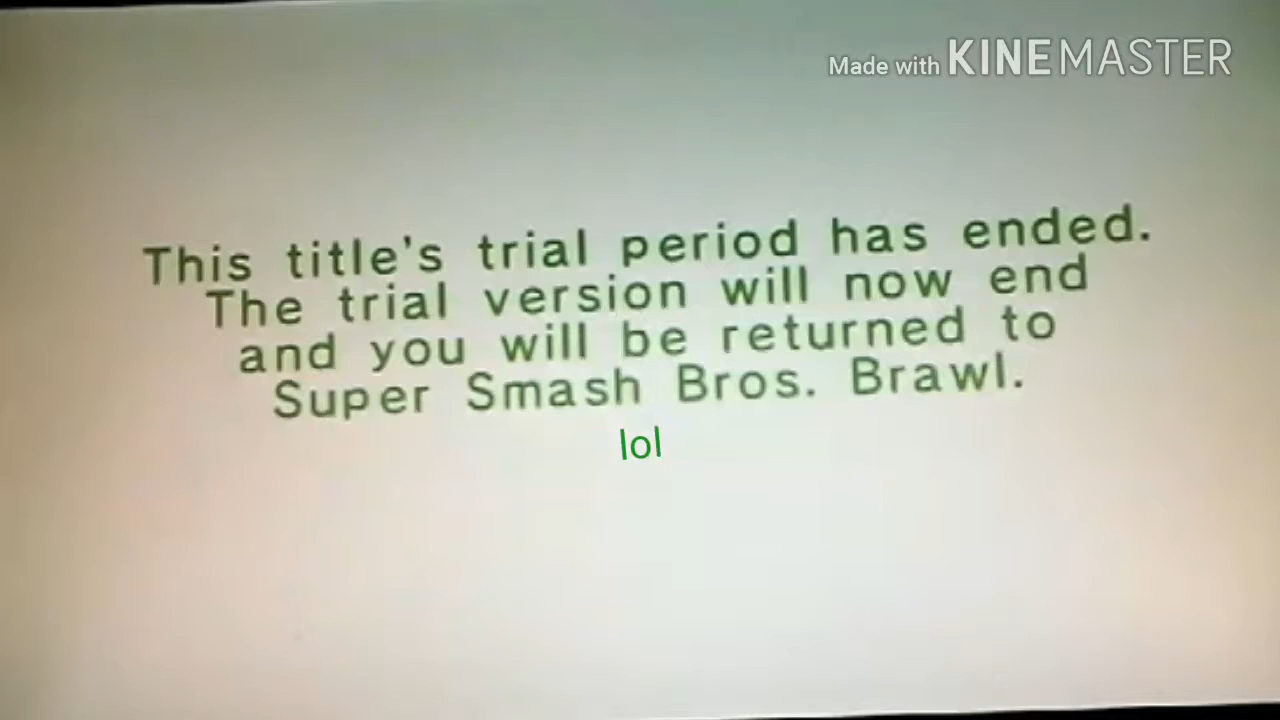 Made with KINEMASTER
This title's trial period has ended.
The trial version will now end
and you will be returned to
Super Smash Bros. Brawl.
lol